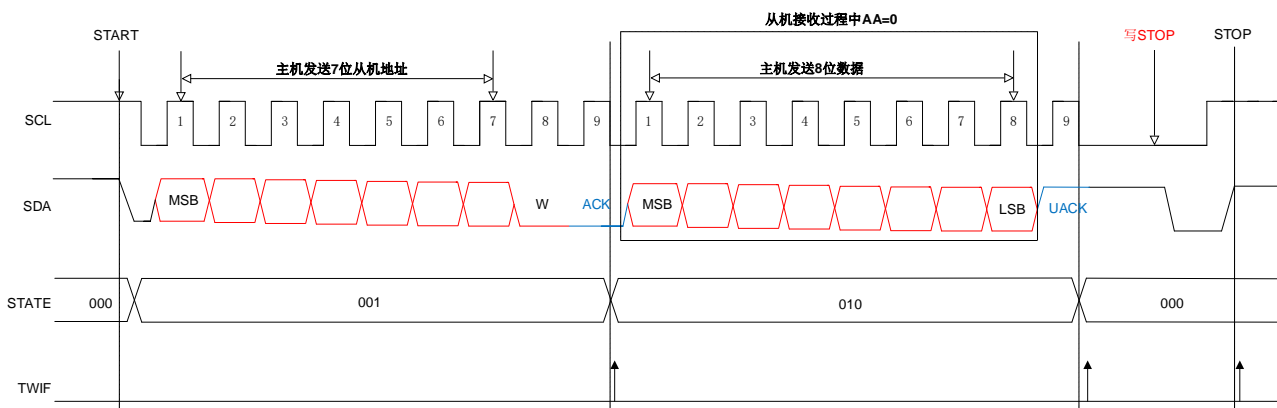 从机接收过程中AA=0
START
写STOP
STOP
主机发送7位从机地址
主机发送8位数据
SCL
1 2 3 4 5 6 7 8 9 1 2 3 4 5 6 7 8 9
SDA
MSB
W
ACK
MSB
LSB
UACK
STATE
000
001
010
000
TWIF